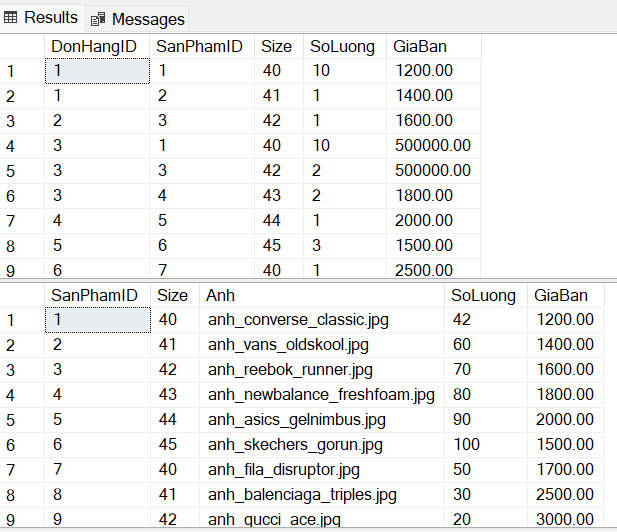 Results Messages
DonHangID SanPhamID Size SoLuong GiaBan
1 1 1 40 10 1200.00
2 1 2 41 1 1400.00
3 2 3 42 1 1600.00
4 3 1 40 10 500000.00
5 3 3 42 2 500000.00
6 3 4 43 2 1800.00
7 4 5 44 1 2000.00
8 5 6 45 3 1500.00
9 6 7 40 1 2500.00
SanPhamID Size Anh SoLuong GiaBan
1 1 40 anh_converse_classic.jpg 42 1200.00
2 2 41 anh_vans_oldskool.jpg 60 1400.00
3 3 42 anh_reebok_runner.jpg 70 1600.00
4 4 43 anh_newbalance_freshfoam.jpg 80 1800.00
5 5 44 anh_asics_gelnimbus.jpg 90 2000.00
6 6 45 anh_skechers_gorun.jpg 100 1500.00
7 7 40 anh_fila_disruptor.jpg 50 1700.00
8 8 41 anh_balenciaga_triples.jpg 30 2500.00
9 9 42 anh_gucci_ace.jpg 20 3000.00